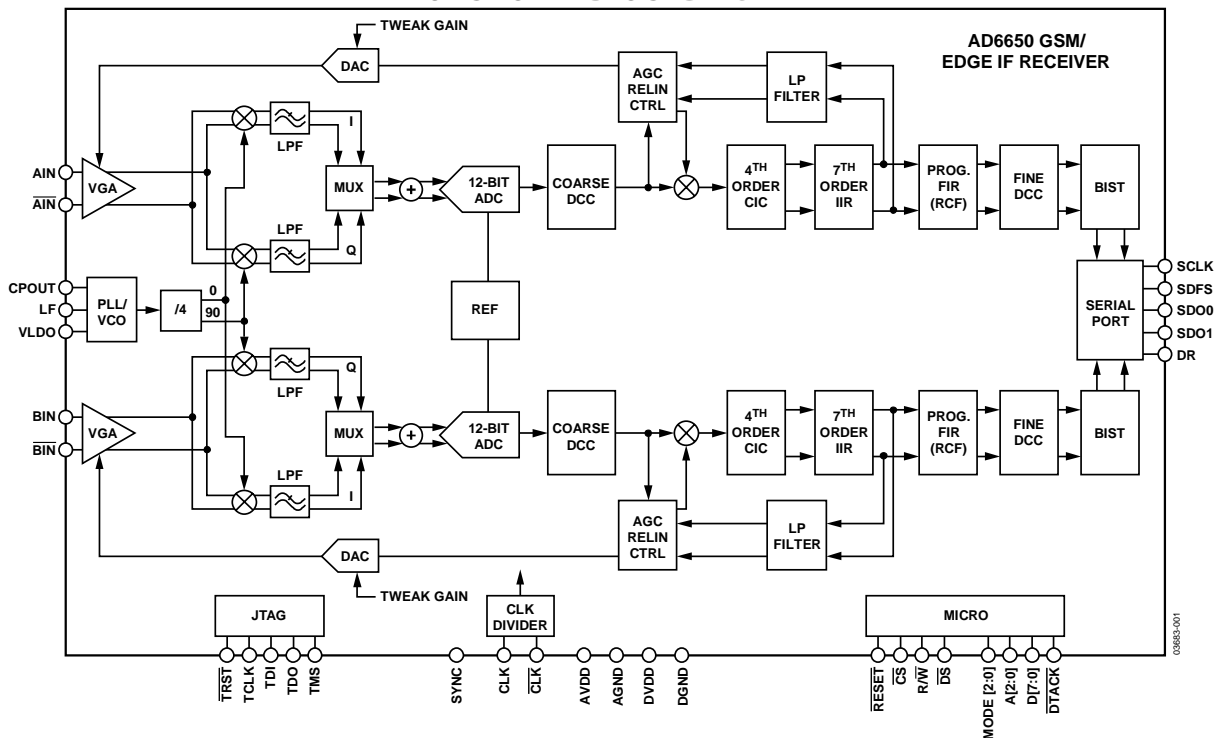 TWEAK GAIN
AD6650 GSM/
EDGE IF RECEIVER
DAC
AGC
RELIN
CTRL
LP
FILTER
LPF
I
AIN
AIN
VGA
MUX
+
12-BIT
ADC
COARSE
DCC
4TH
ORDER
CIC
7TH
ORDER
IIR
PROG.
FIR
(RCF)
FINE
DCC
BIST
LPF
Q
CPOUT
LF
VLDO
PLL/
VCO
/4
0
90
REF
SERIAL
PORT
SCLK
SDFS
SDO0
SDO1
DR
LPF
Q
BIN
BIN
VGA
MUX
+
12-BIT
ADC
COARSE
DCC
4TH
ORDER
CIC
7TH
ORDER
IIR
PROG.
FIR
(RCF)
FINE
DCC
BIST
LPF
I
AGC
RELIN
CTRL
LP
FILTER
DAC
TWEAK GAIN
JTAG
CLK
DIVIDER
MICRO
TRST
TCLK
TDI
TDO
TMS
SYNC
CLK
CLK
AVDD
AGND
DVDD
DGND
RESET
CS
R/W
DS
MODE [2:0]
A[2:0]
D[7:0]
DTACK
03683-001